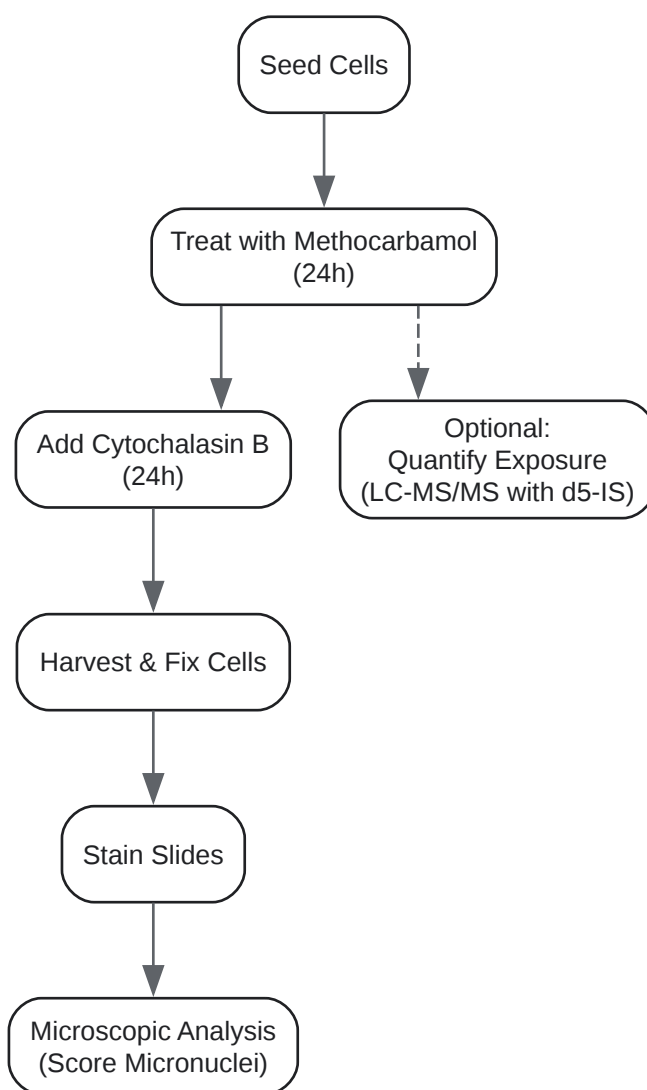 Seed Cells
Treat with Methocarbamol
(24h)
Add Cytochalasin B
(24h)
Optional:
Quantify Exposure
(LC-MS/MS with d5-IS)
Harvest & Fix Cells
Stain Slides
Microscopic Analysis
(Score Micronuclei)